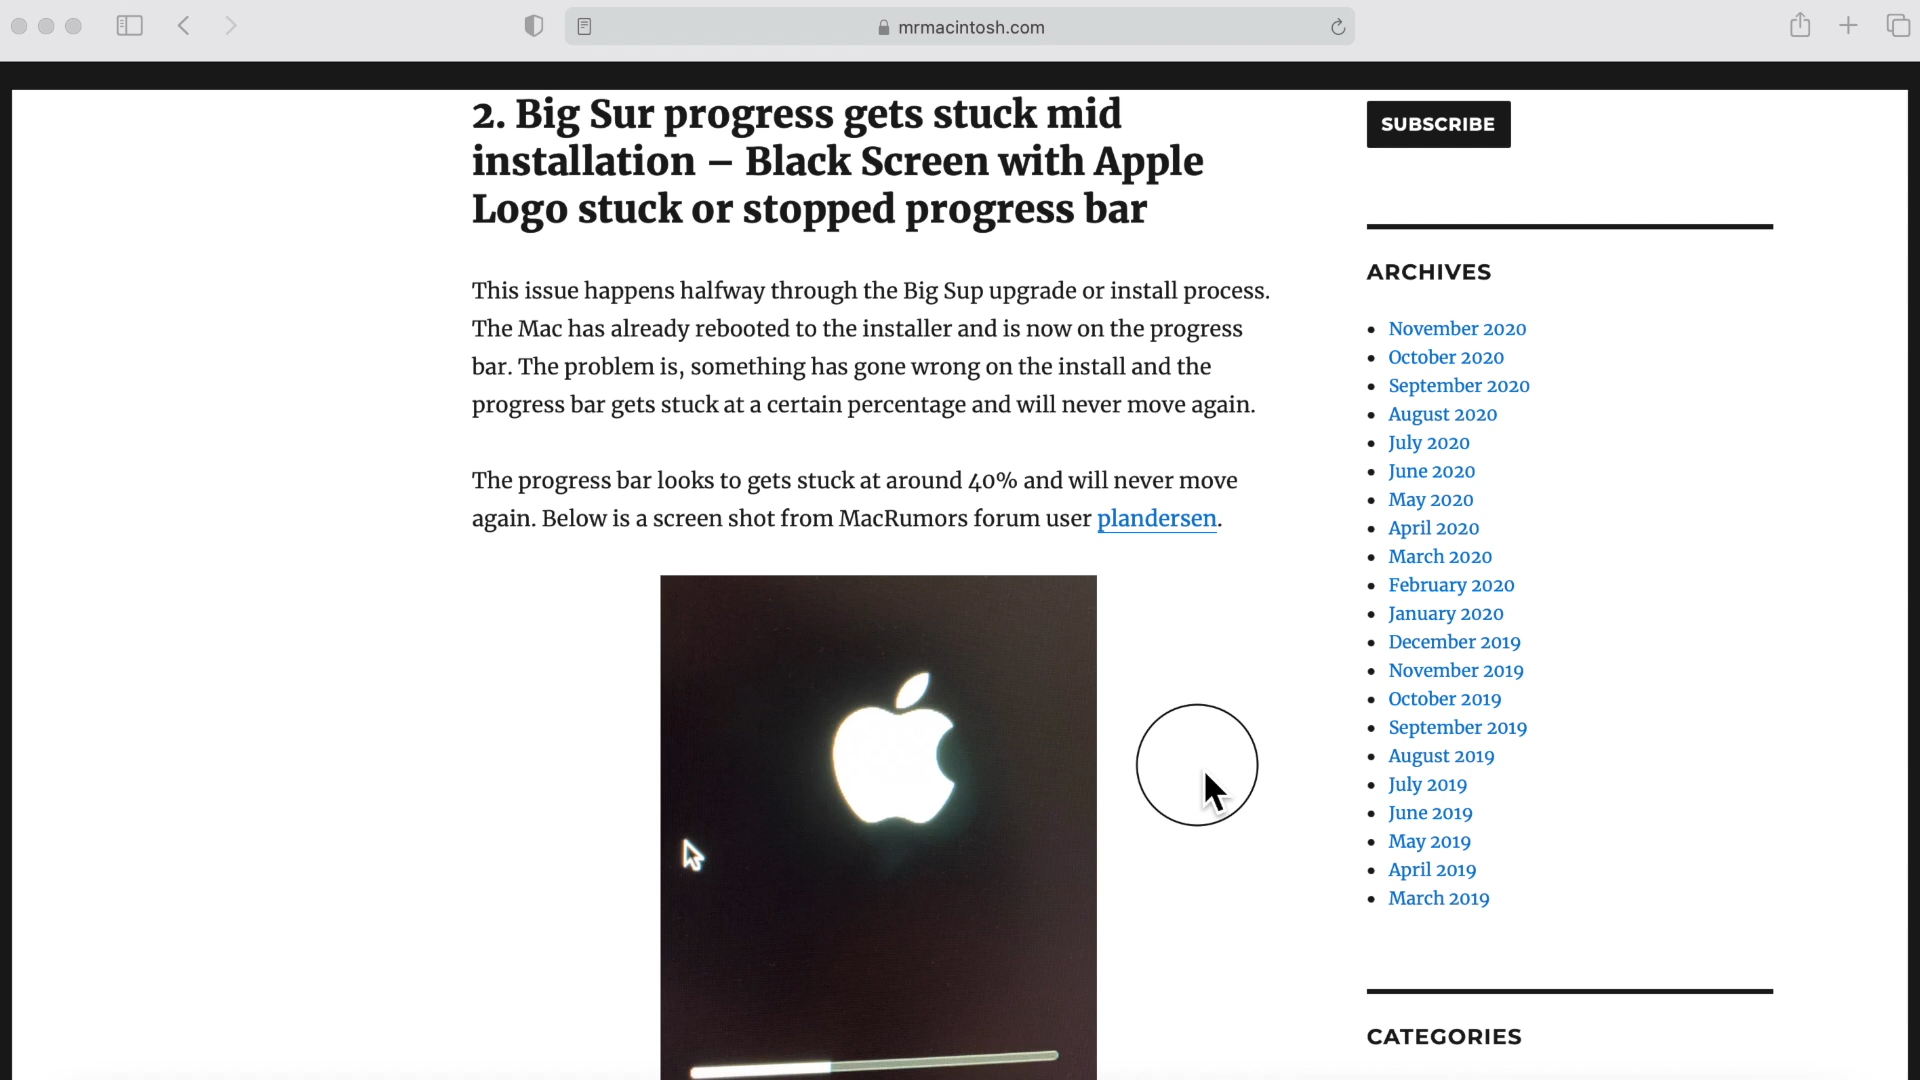 mrmacintosh.com
2. Big Sur progress gets stuck mid
installation – Black Screen with Apple
Logo stuck or stopped progress bar
This issue happens halfway through the Big Sup upgrade or install process.
The Mac has already rebooted to the installer and is now on the progress
bar. The problem is, something has gone wrong on the install and the
progress bar gets stuck at a certain percentage and will never move again.
The progress bar looks to gets stuck at around 40% and will never move
again. Below is a screen shot from MacRumors forum user plandersen.
SUBSCRIBE
ARCHIVES
November 2020
October 2020
September 2020
August 2020
July 2020
June 2020
May 2020
April 2020
March 2020
February 2020
January 2020
December 2019
November 2019
October 2019
September 2019
August 2019
July 2019
June 2019
May 2019
April 2019
March 2019
CATEGORIES